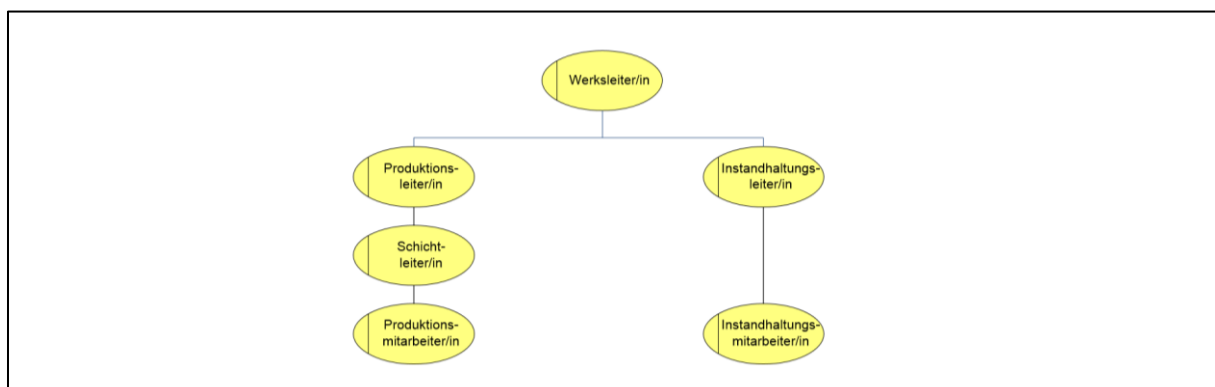 Werksleiter/in
Produktions-
leiter/in
Instandhaltungs-
leiter/in
Schicht-
leiter/in
Produktions-
mitarbeiter/in
Instandhaltungs-
mitarbeiter/in